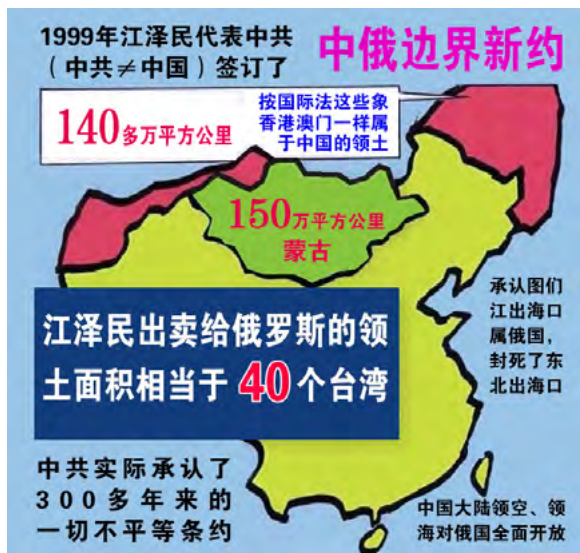 1999年江泽民代表中共
（中共≠中国）签订了
中俄边界新约
140多万平方公里
按国际法这些象
香港澳门一样属
于中国的领土
150万平方公里
蒙古
江泽民出卖给俄罗斯的领
土面积相当于40个台湾
承认图们
江出海口
属俄国，
封死了东
北出海口
中共实际承认了
300多年来的
一切不平等条约
中国大陆领空、领
海对俄国全面开放